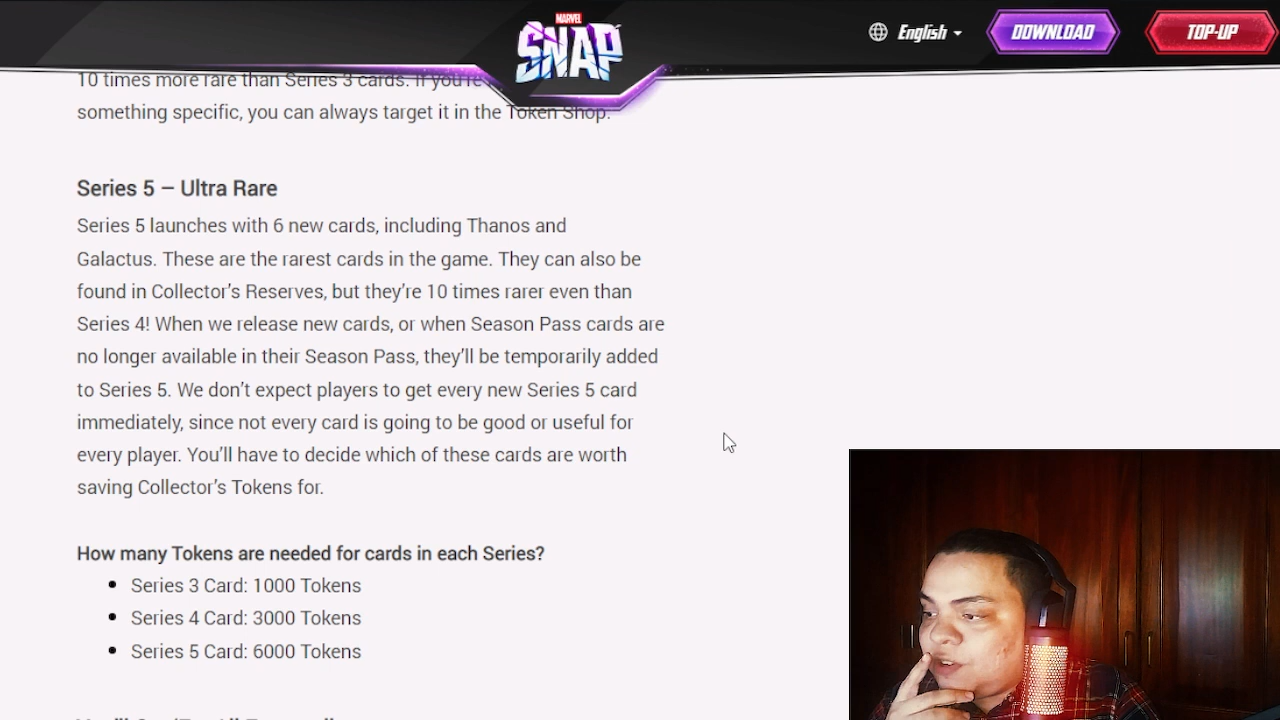 MARVEL
SNAP
English
DOWNLOAD
TOP-UP
10 times more rare than Series 3 cards. If you're
something specific, you can always target it in the Token Shop.
Series 5 – Ultra Rare
Series 5 launches with 6 new cards, including Thanos and
Galactus. These are the rarest cards in the game. They can also be
found in Collector’s Reserves, but they’re 10 times rarer even than
Series 4! When we release new cards, or when Season Pass cards are
no longer available in their Season Pass, they’ll be temporarily added
to Series 5. We don’t expect players to get every new Series 5 card
immediately, since not every card is going to be good or useful for
every player. You’ll have to decide which of these cards are worth
saving Collector’s Tokens for.
How many Tokens are needed for cards in each Series?
• Series 3 Card: 1000 Tokens
• Series 4 Card: 3000 Tokens
• Series 5 Card: 6000 Tokens